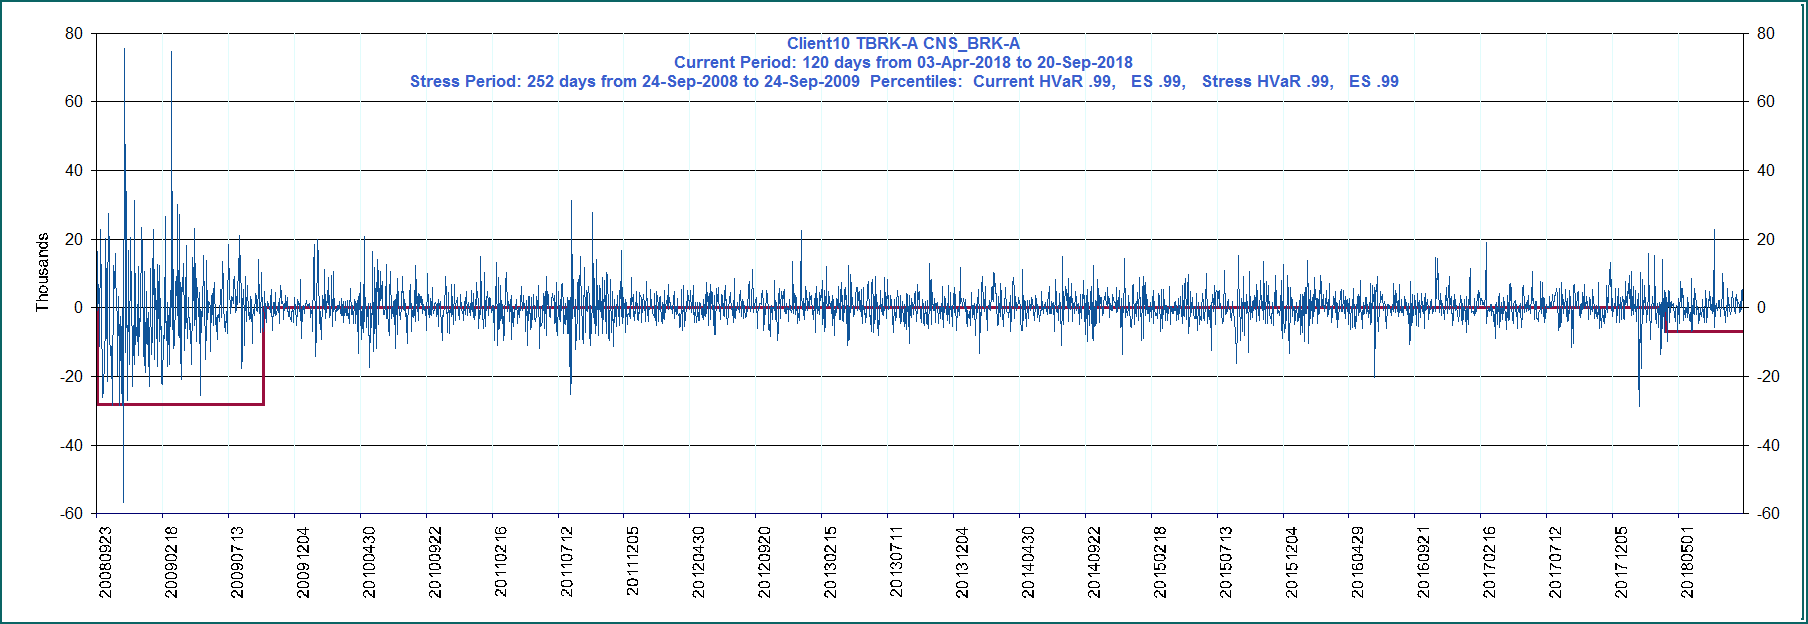 Client10 TBRK-A CNS_BRK-A
Current Period: 120 days from 03-Apr-2018 to 20-Sep-2018
Stress Period: 252 days from 24-Sep-2008 to 24-Sep-2009 Percentiles: Current HVaR .99, ES .99, Stress HVaR .99, ES .99
80 80
60 60
40 40
20 20
0 0
-20 -20
-40 -40
-60 -60
Thousands
20080923 20090218 20090713 20091204 20100430 20100922 20110216 20110712 20111205 20120430 20120920 20130215 20130711 20131204 20140430 20140922 20150218 20150713 20151204 20160429 20160921 20170216 20170712 20171205 20180501